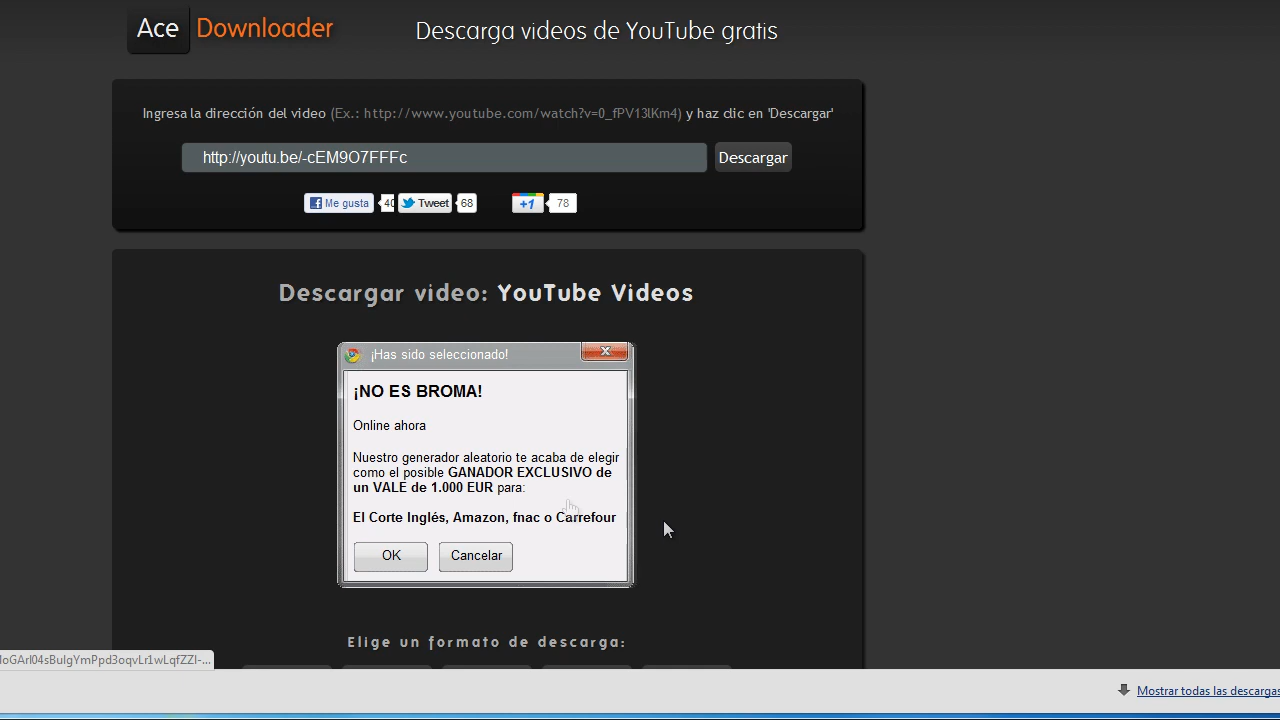 Ace Downloader
Descarga videos de YouTube gratis
Ingresa la dirección del video (Ex.: http://www.youtube.com/watch?v=0_fPV13lKm4) y haz clic en 'Descargar'
http://youtu.be/-cEM9O7FFFc
Descargar
Me gusta 40 Tweet 68 +1 78
Descargar video: YouTube Videos
¡Has sido seleccionado!
¡NO ES BROMA!
Online ahora
Nuestro generador aleatorio te acaba de elegir
como el posible GANADOR EXCLUSIVO de
un VALE de 1.000 EUR para:
El Corte Inglés, Amazon, fnac o Carrefour
OK Cancelar
Elige un formato de descarga:
Mostrar todas las descargas